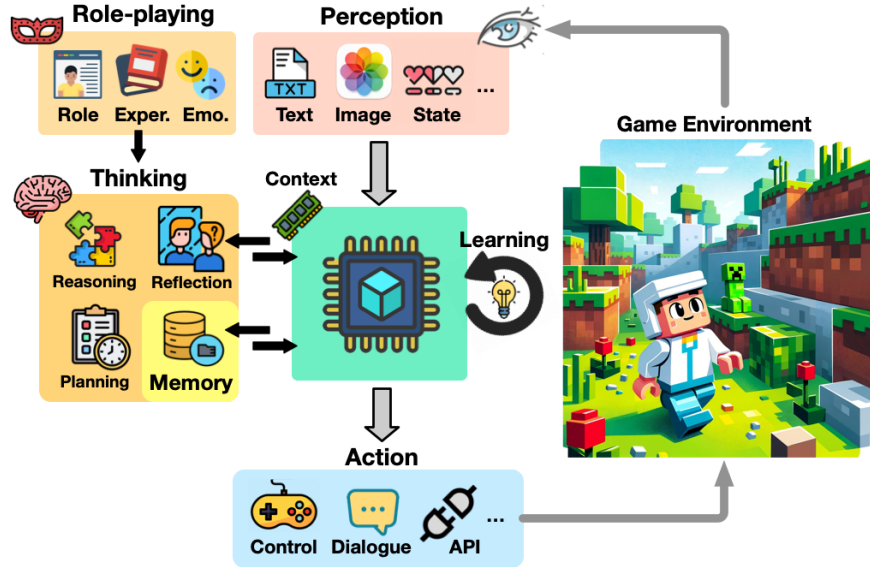 Role-playing
Perception
Role Exper. Emo.
TXT
Text Image State ...
Game Environment
Thinking
Context
Learning
Reasoning Reflection
Planning Memory
Action
Control Dialogue API ...